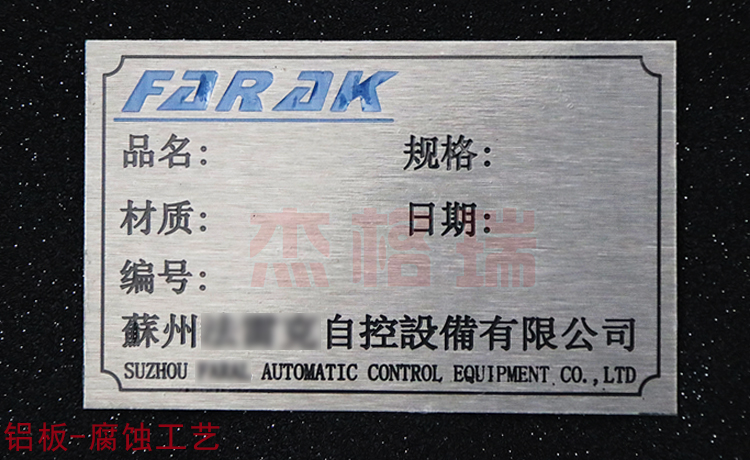 FARAK
品名: 规格:
材质: 日期:
杰格瑞
编号:
蘇州 自控設備有限公司
SUZHOU AUTOMATIC CONTROL EQUIPMENT CO.,LTD
铝板-腐蚀工艺